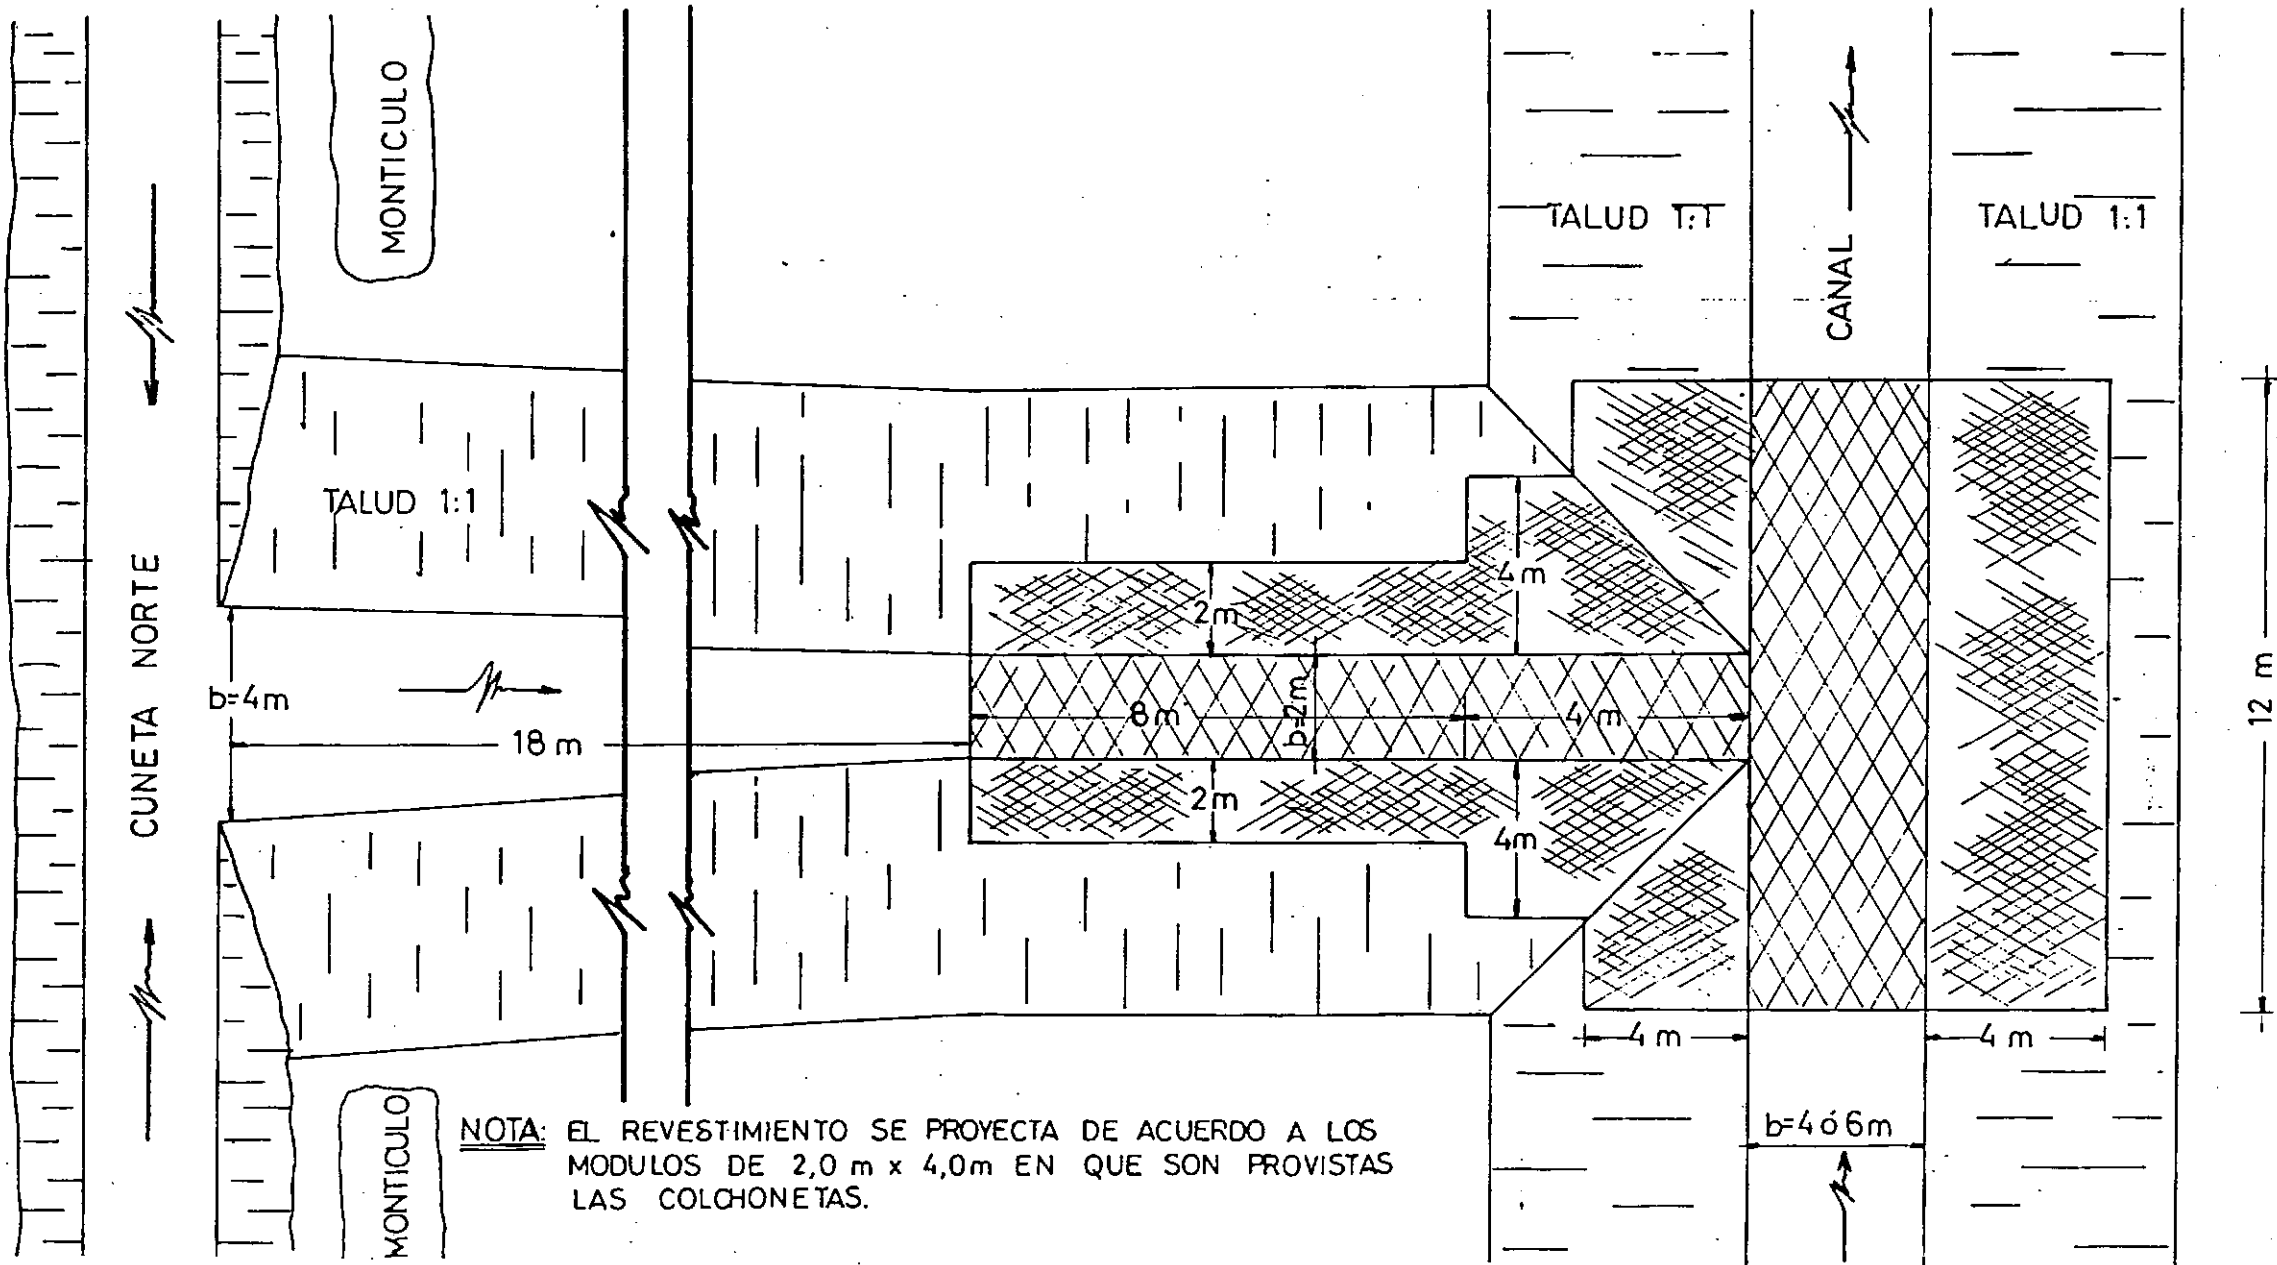 MONTICULO
TALUD 1:1
TALUD 1:1
CANAL
TALUD 1:1
CUNETA NORTE
4m
2m
b=4m
18 m
8m
b=2m
4 m
12 m
2m
4m
4 m
4 m
b=4 ó 6m
MONTICULO
NOTA: EL REVESTIMIENTO SE PROYECTA DE ACUERDO A LOS
MODULOS DE 2,0 m x 4,0m EN QUE SON PROVISTAS
LAS COLCHONETAS.